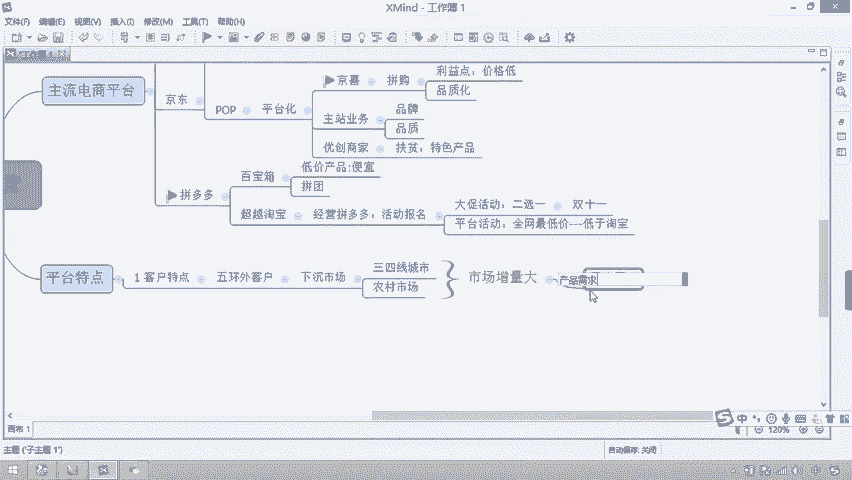 XMind - 工作簿 1
文件(F) 编辑(E) 查看(V) 插入(I) 修改(M) 工具(T) 帮助(H)
主流电商平台
京东
POP
平台化
京喜
拼购
利益点：价格低
品质化
主站业务
品牌
品质
优创商家
扶贫：特色产品
拼多多
百宝箱
低价产品:便宜
拼团
超越淘宝
经营拼多多：活动报名
大促活动：二选一
双十一
平台活动：全网最低价---低于淘宝
平台特点
1 客户特点
五环外客户
下沉市场
三四线城市
农村市场
市场增量大
产品需求
画布 1
中
120%
主题 ('子主题 1')
自动保存: 关闭
中